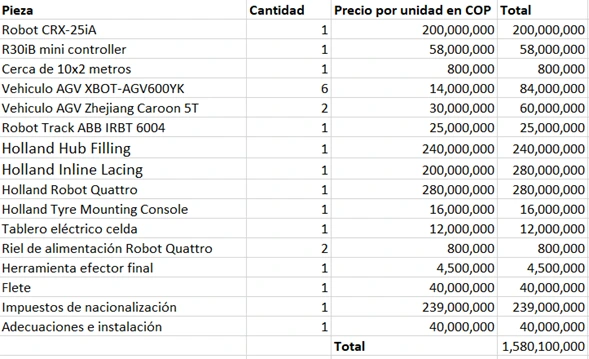 Pieza Cantidad Precio por unidad en COP Total
Robot CRX-25iA 1 200,000,000 200,000,000
R30iB mini controller 1 58,000,000 58,000,000
Cerca de 10x2 metros 1 800,000 800,000
Vehiculo AGV XBOT-AGV600YK 6 14,000,000 84,000,000
Vehiculo AGV Zhejiang Caroon 5T 2 30,000,000 60,000,000
Robot Track ABB IRBT 6004 1 25,000,000 25,000,000
Holland Hub Filling 1 240,000,000 240,000,000
Holland Inline Lacing 1 200,000,000 280,000,000
Holland Robot Quattro 1 280,000,000 280,000,000
Holland Tyre Mounting Console 1 16,000,000 16,000,000
Tablero eléctrico celda 1 12,000,000 12,000,000
Riel de alimentación Robot Quattro 2 800,000 800,000
Herramienta efector final 1 4,500,000 4,500,000
Flete 1 40,000,000 40,000,000
Impuestos de nacionalización 1 239,000,000 239,000,000
Adecuaciones e instalación 1 40,000,000 40,000,000
Total 1,580,100,000